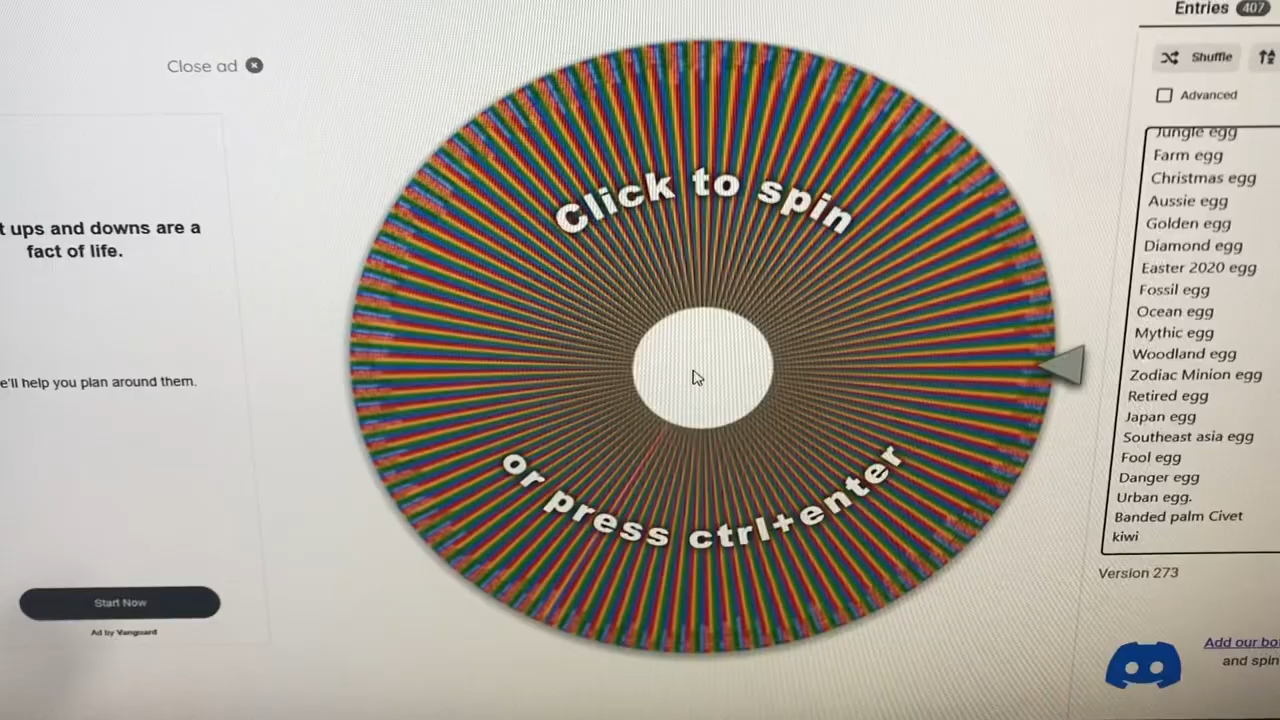 Entries 407
Close ad
Shuffle
Advanced
Jungle egg
Farm egg
Christmas egg
Aussie egg
Golden egg
Diamond egg
Easter 2020 egg
Fossil egg
Ocean egg
Mythic egg
Woodland egg
Zodiac Minion egg
Retired egg
Japan egg
Southeast asia egg
Fool egg
Danger egg
Urban egg.
Banded palm Civet
kiwi
Version 273
Add our bo
and spin
Click to spin
or press ctrl+enter
t ups and downs are a
fact of life.
e'll help you plan around them.
Start Now
Ad by Vanguard